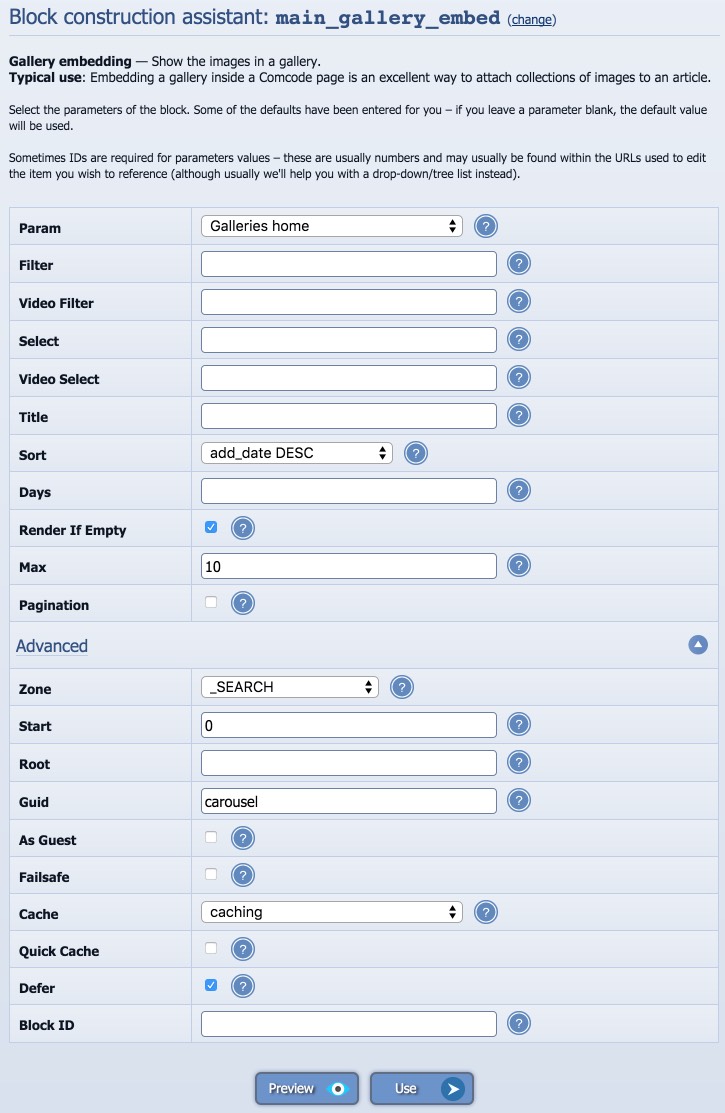 Block construction assistant: main_gallery_embed (change)
Gallery embedding — Show the images in a gallery.
Typical use: Embedding a gallery inside a Comcode page is an excellent way to attach collections of images to an article.
Select the parameters of the block. Some of the defaults have been entered for you – if you leave a parameter blank, the default value
will be used.
Sometimes IDs are required for parameters values – these are usually numbers and may usually be found within the URLs used to edit
the item you wish to reference (although usually we'll help you with a drop-down/tree list instead).
Param Galleries home ?
Filter ?
Video Filter ?
Select ?
Video Select ?
Title ?
Sort add_date DESC ?
Days ?
Render If Empty ?
Max 10 ?
Pagination ?
Advanced
Zone _SEARCH ?
Start 0 ?
Root ?
Guid carousel ?
As Guest ?
Failsafe ?
Cache caching ?
Quick Cache ?
Defer ?
Block ID ?
Preview Use